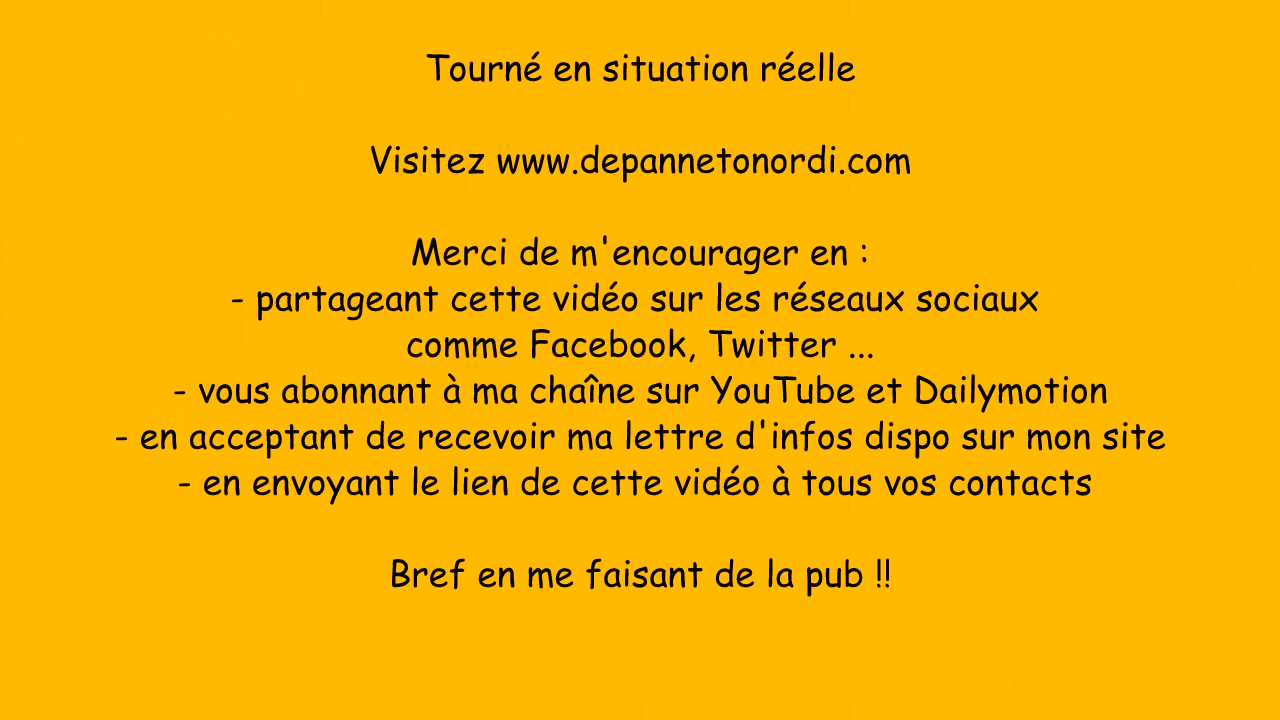 Tourné en situation réelle
Visitez www.depannetonordi.com
Merci de m'encourager en :
- partageant cette vidéo sur les réseaux sociaux
comme Facebook, Twitter ...
- vous abonnant à ma chaîne sur YouTube et Dailymotion
- en acceptant de recevoir ma lettre d'infos dispo sur mon site
- en envoyant le lien de cette vidéo à tous vos contacts
Bref en me faisant de la pub !!